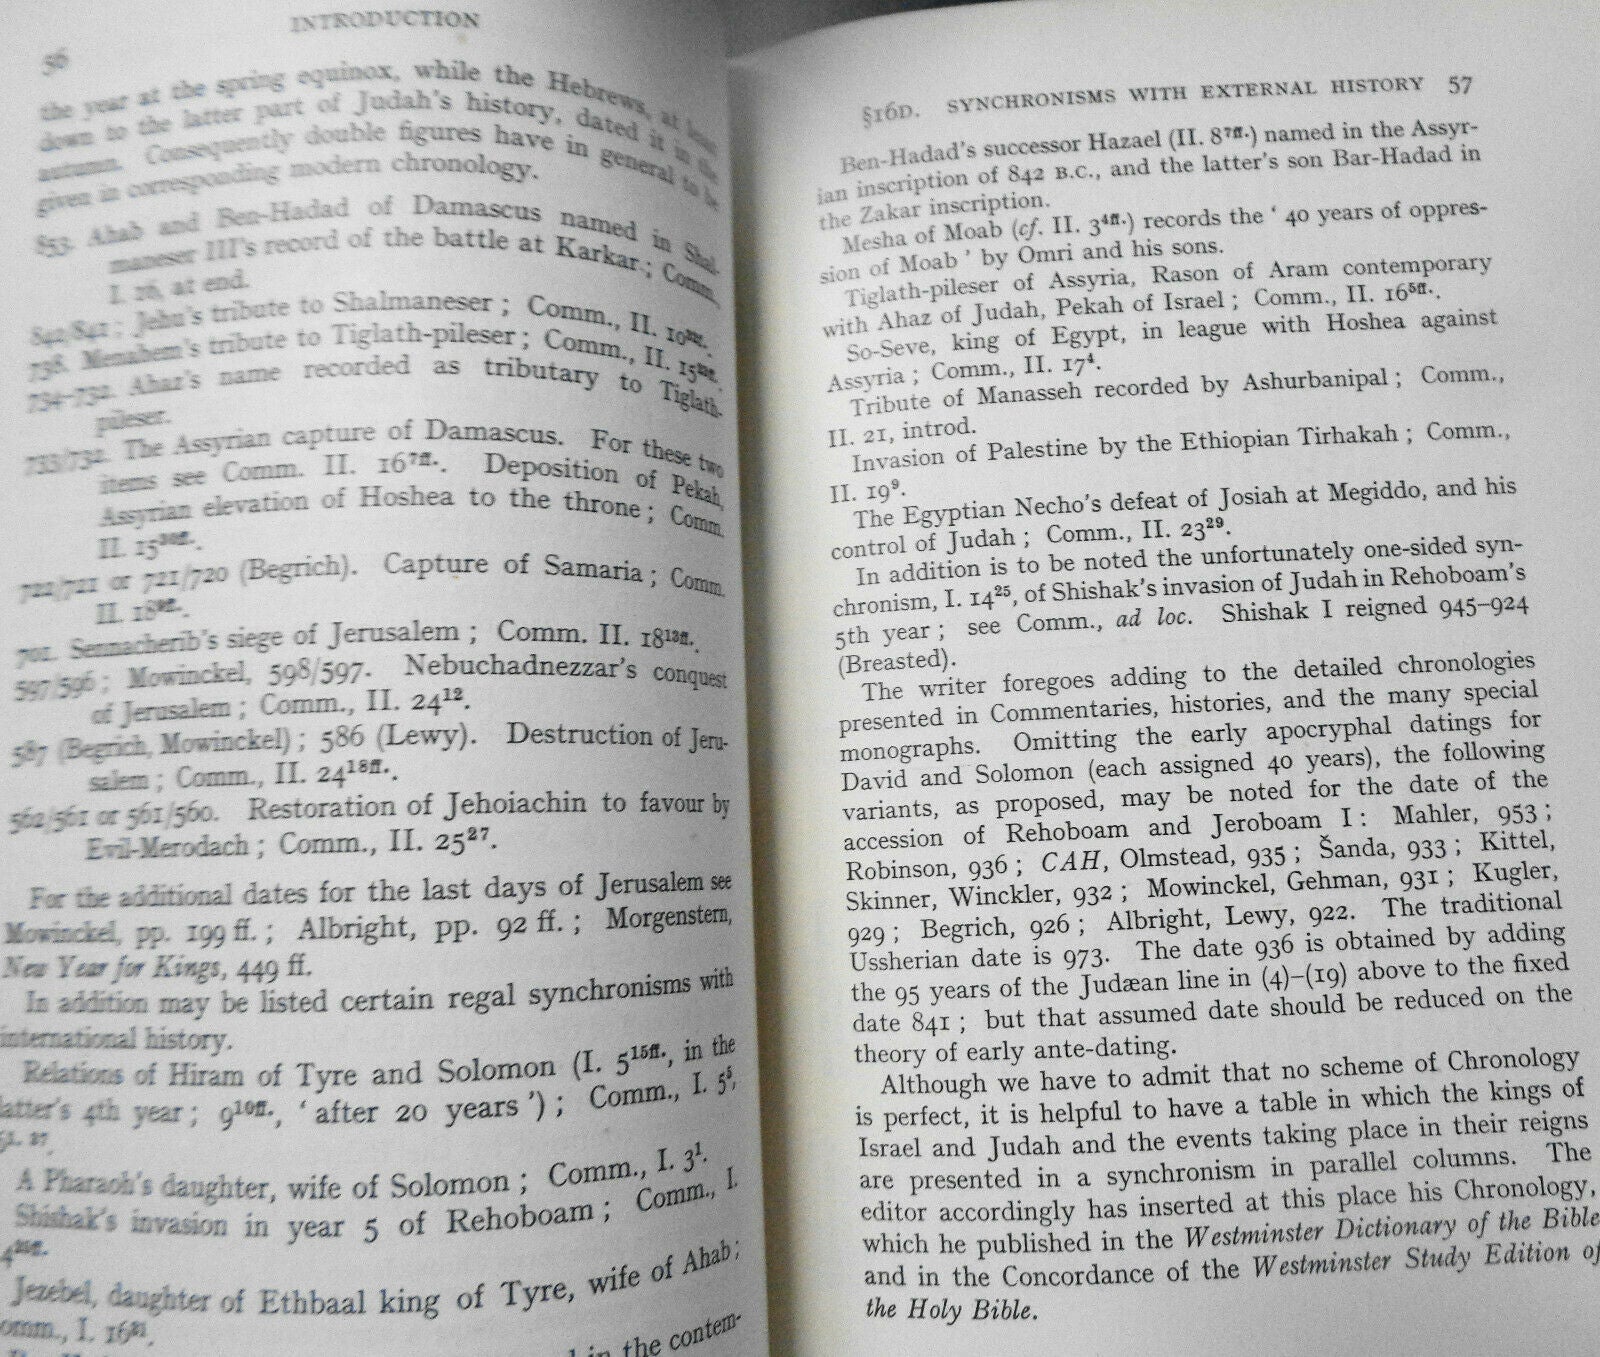 56
INTRODUCTION
the year at the spring equinox, while the Hebrews, at least
down to the latter part of Judah's history, dated it in the
autumn. Consequently double figures have in general to be
given in corresponding modern chronology.
853. Ahab and Ben-Hadad of Damascus named in Shal-
maneser III's record of the battle at Karkar; Comm.,
I. 20, at end.
842/841; Jehu's tribute to Shalmaneser; Comm., II.
738. Menahem's tribute to Tiglath-pileser; Comm., II.
734-732. Ahaz's name recorded as tributary to Tiglath-
pileser.
733/732. The Assyrian capture of Damascus. For these two
items see Comm. II. 16⁷ᶠᶠ·. Deposition of Pekah,
Assyrian elevation of Hoshea to the throne; Comm.
II. 15³⁰ᶠᶠ·.
722/721 or 721/720 (Begrich). Capture of Samaria; Comm.
II. 18⁹ᶠᶠ·.
701. Sennacherib's siege of Jerusalem; Comm. II. 18¹³ᶠᶠ·.
597/596; Mowinckel, 598/597. Nebuchadnezzar's conquest
of Jerusalem; Comm., II. 24¹².
587 (Begrich, Mowinckel); 586 (Lewy). Destruction of Jeru-
salem; Comm., II. 24¹⁸ᶠᶠ·.
562/561 or 561/560. Restoration of Jehoiachin to favour by
Evil-Merodach; Comm., II. 25²⁷.
For the additional dates for the last days of Jerusalem see
Mowinckel, pp. 199 ff.; Albright, pp. 92 ff.; Morgenstern,
New Year for Kings, 449 ff.
In addition may be listed certain regal synchronisms with
international history.
Relations of Hiram of Tyre and Solomon (I. 5¹⁵ᶠᶠ·, in the
latter's 4th year; 9¹⁰ᶠᶠ·, 'after 20 years'); Comm., I. 5⁵,
27.
A Pharaoh's daughter, wife of Solomon; Comm., I. 3¹.
Shishak's invasion in year 5 of Rehoboam; Comm., I.
Jezebel, daughter of Ethbaal king of Tyre, wife of Ahab;
Comm., I. 16³¹.
in the contem-
§16D. SYNCHRONISMS WITH EXTERNAL HISTORY 57
Ben-Hadad's successor Hazael (II. 8⁷ᶠᶠ·) named in the Assyr-
ian inscription of 842 B.C., and the latter's son Bar-Hadad in
the Zakar inscription.
Mesha of Moab (cf. II. 3⁴ᶠᶠ·) records the '40 years of oppres-
sion of Moab' by Omri and his sons.
Tiglath-pileser of Assyria, Rason of Aram contemporary
with Ahaz of Judah, Pekah of Israel; Comm., II. 16⁵ᶠᶠ·.
So-Seve, king of Egypt, in league with Hoshea against
Assyria; Comm., II. 17⁴.
Tribute of Manasseh recorded by Ashurbanipal; Comm.,
II. 21, introd.
Invasion of Palestine by the Ethiopian Tirhakah; Comm.,
II. 19⁹.
The Egyptian Necho's defeat of Josiah at Megiddo, and his
control of Judah; Comm., II. 23²⁹.
In addition is to be noted the unfortunately one-sided syn-
chronism, I. 14²⁵, of Shishak's invasion of Judah in Rehoboam's
5th year; see Comm., ad loc. Shishak I reigned 945-924
(Breasted).
The writer foregoes adding to the detailed chronologies
presented in Commentaries, histories, and the many special
monographs. Omitting the early apocryphal datings for
David and Solomon (each assigned 40 years), the following
variants, as proposed, may be noted for the date of the
accession of Rehoboam and Jeroboam I: Mahler, 953;
Robinson, 936; CAH, Olmstead, 935; Šanda, 933; Kittel,
Skinner, Winckler, 932; Mowinckel, Gehman, 931; Kugler,
929; Begrich, 926; Albright, Lewy, 922. The traditional
Ussherian date is 973. The date 936 is obtained by adding
the 95 years of the Judæan line in (4)-(19) above to the fixed
date 841; but that assumed date should be reduced on the
theory of early ante-dating.
Although we have to admit that no scheme of Chronology
is perfect, it is helpful to have a table in which the kings of
Israel and Judah and the events taking place in their reigns
are presented in a synchronism in parallel columns. The
editor accordingly has inserted at this place his Chronology,
which he published in the Westminster Dictionary of the Bible
and in the Concordance of the Westminster Study Edition of
the Holy Bible.